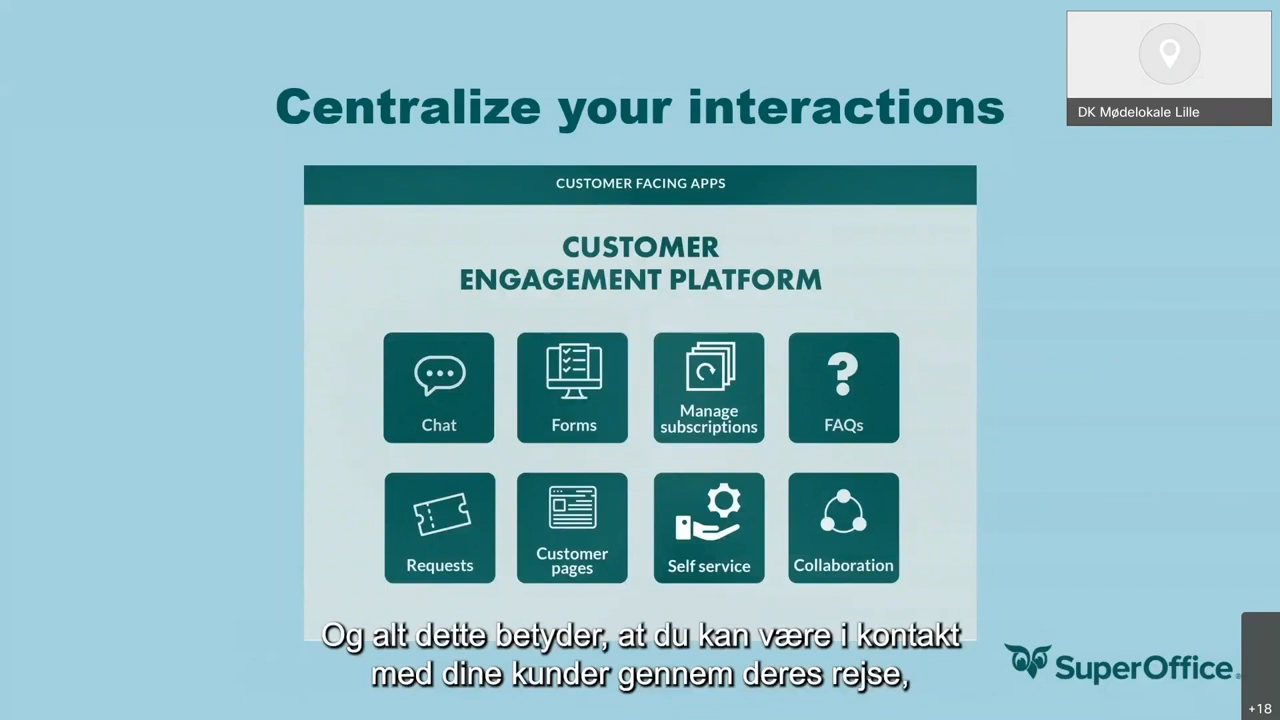 Centralize your interactions
DK Mødelokale Lille
CUSTOMER FACING APPS
CUSTOMER
ENGAGEMENT PLATFORM
Chat
Forms
Manage
subscriptions
FAQs
Requests
Customer
pages
Self service
Collaboration
Og alt dette betyder, at du kan være i kontakt
med dine kunder gennem deres rejse,
SuperOffice
+18